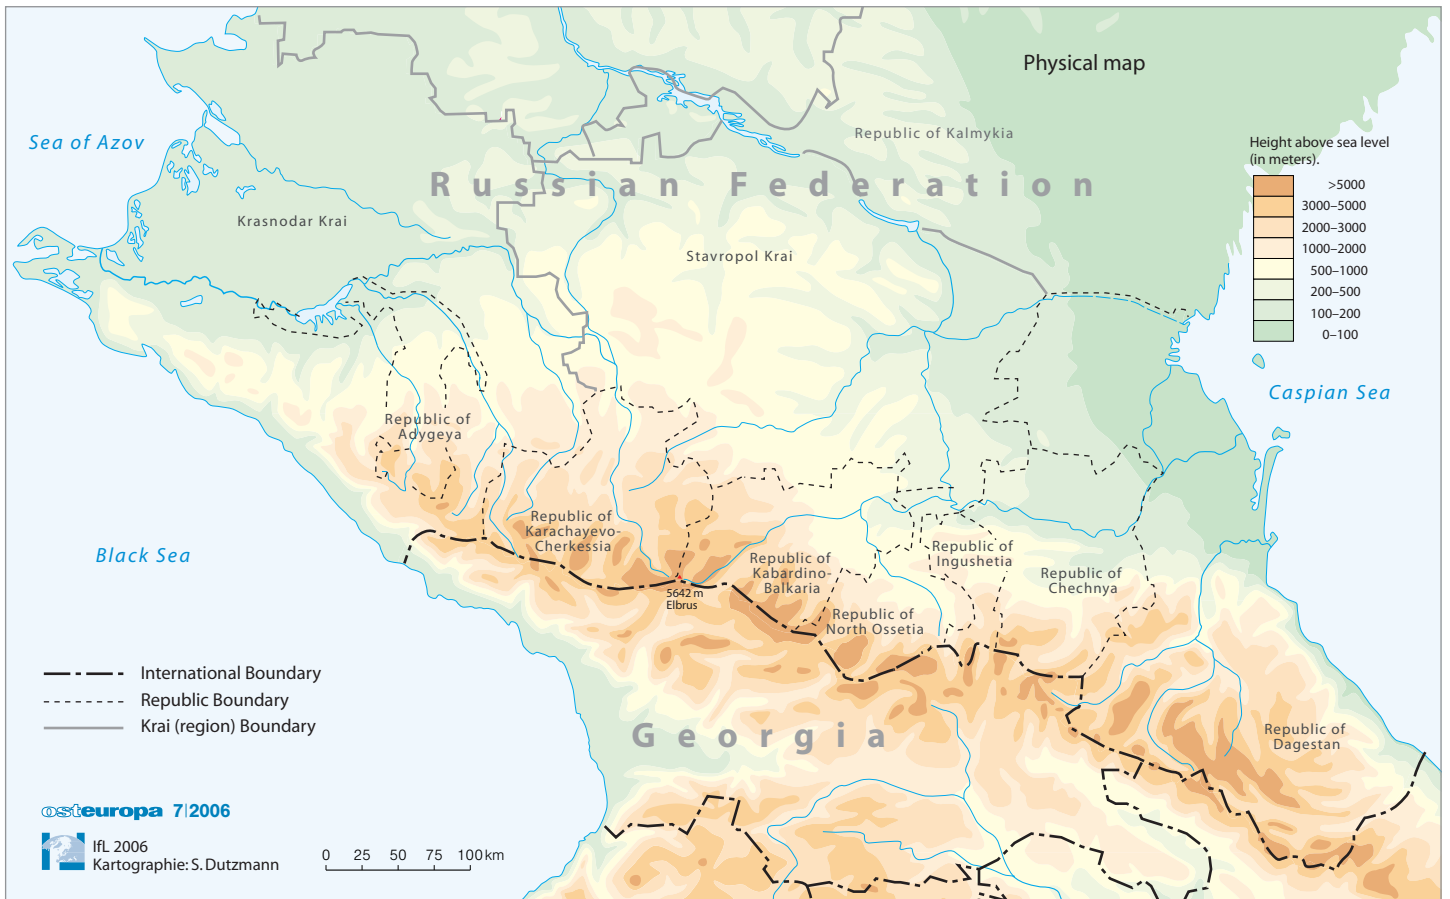 Physical map
Sea of Azov
Republic of Kalmykia
Height above sea level
(in meters).
>5000
3000–5000
2000–3000
1000–2000
500–1000
200–500
100–200
0–100
Russian Federation
Krasnodar Krai
Stavropol Krai
Caspian Sea
Republic of
Adygeya
Black Sea
Republic of
Karachayevo-
Cherkessia
Republic of
Kabardino-
Balkaria
Republic of
Ingushetia
Republic of
Chechnya
5642 m
Elbrus
Republic of
North Ossetia
International Boundary
Republic Boundary
Krai (region) Boundary
Georgia
Republic of
Dagestan
osteuropa 7|2006
IfL 2006
Kartographie: S. Dutzmann
0 25 50 75 100 km